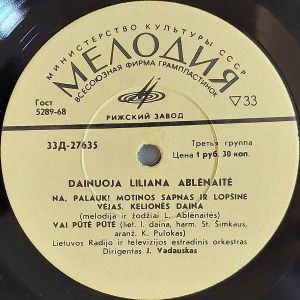 МИНИСТЕРСТВО КУЛЬТУРЫ СССР
МЕЛОДИЯ
ВСЕСОЮЗНАЯ ФИРМА ГРАМПЛАСТИНОК
Гост
5289-68
▽33
РИЖСКИЙ ЗАВОД
33Д-27635
Третья группа
Цена 1 руб. 30 коп.
DAINUOJA LILIANA ABLĖNAITĖ
NA, PALAUK! MOTINOS SAPNAS IR LOPŠINĖ
VĖJAS. KELIONĖS DAINA
(melodija ir žodžiai L. Ablėnaitės)
VAI PŪTĖ PŪTĖ (liet. l. daina, harm. St. Šimkaus,
aranž. K. Pulokas)
Lietuvos Radijo ir televizijos estradinis orkestras
Dirigentas J. Vadauskas